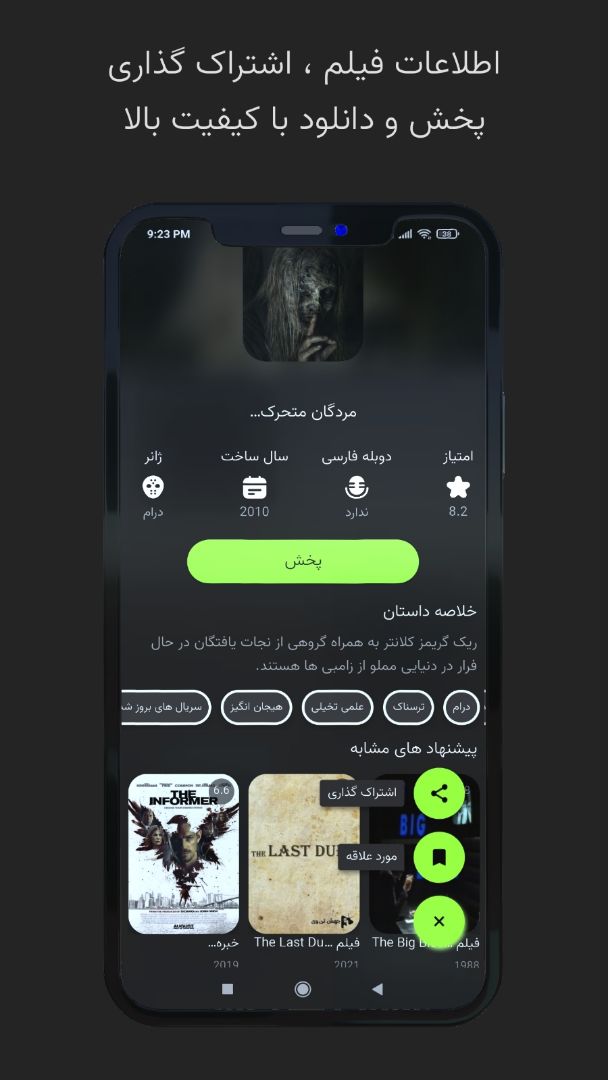 اطلاعات فیلم ، اشتراک گذاری
پخش و دانلود با کیفیت بالا
9:23 PM
38
مردگان متحرک...
امتیاز
دوبله فارسی
سال ساخت
ژانر
8.2
ندارد
2010
درام
پخش
خلاصه داستان
ریک گریمز کلانتر به همراه گروهی از نجات یافتگان در حال
فرار در دنیایی مملو از زامبی ها هستند.
درام
ترسناک
علمی تخیلی
هیجان انگیز
سریال های بروز شد
پیشنهاد های مشابه
اشتراک گذاری
مورد علاقه
BIG
THE LAST DU
جهان تی وی
6.6
THE
INFORMER
فیلم The Big B
فیلم The Last Du...
خبره...
1988
2021
2019